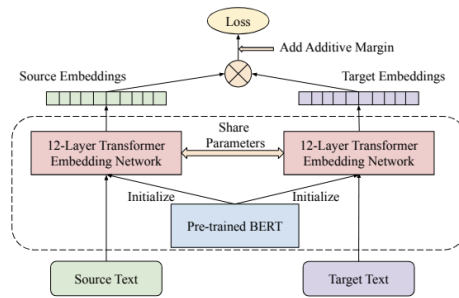 Loss
Add Additive Margin
Source Embeddings
Target Embeddings
12-Layer Transformer
Embedding Network
Share
Parameters
12-Layer Transformer
Embedding Network
Initialize
Initialize
Pre-trained BERT
Source Text
Target Text